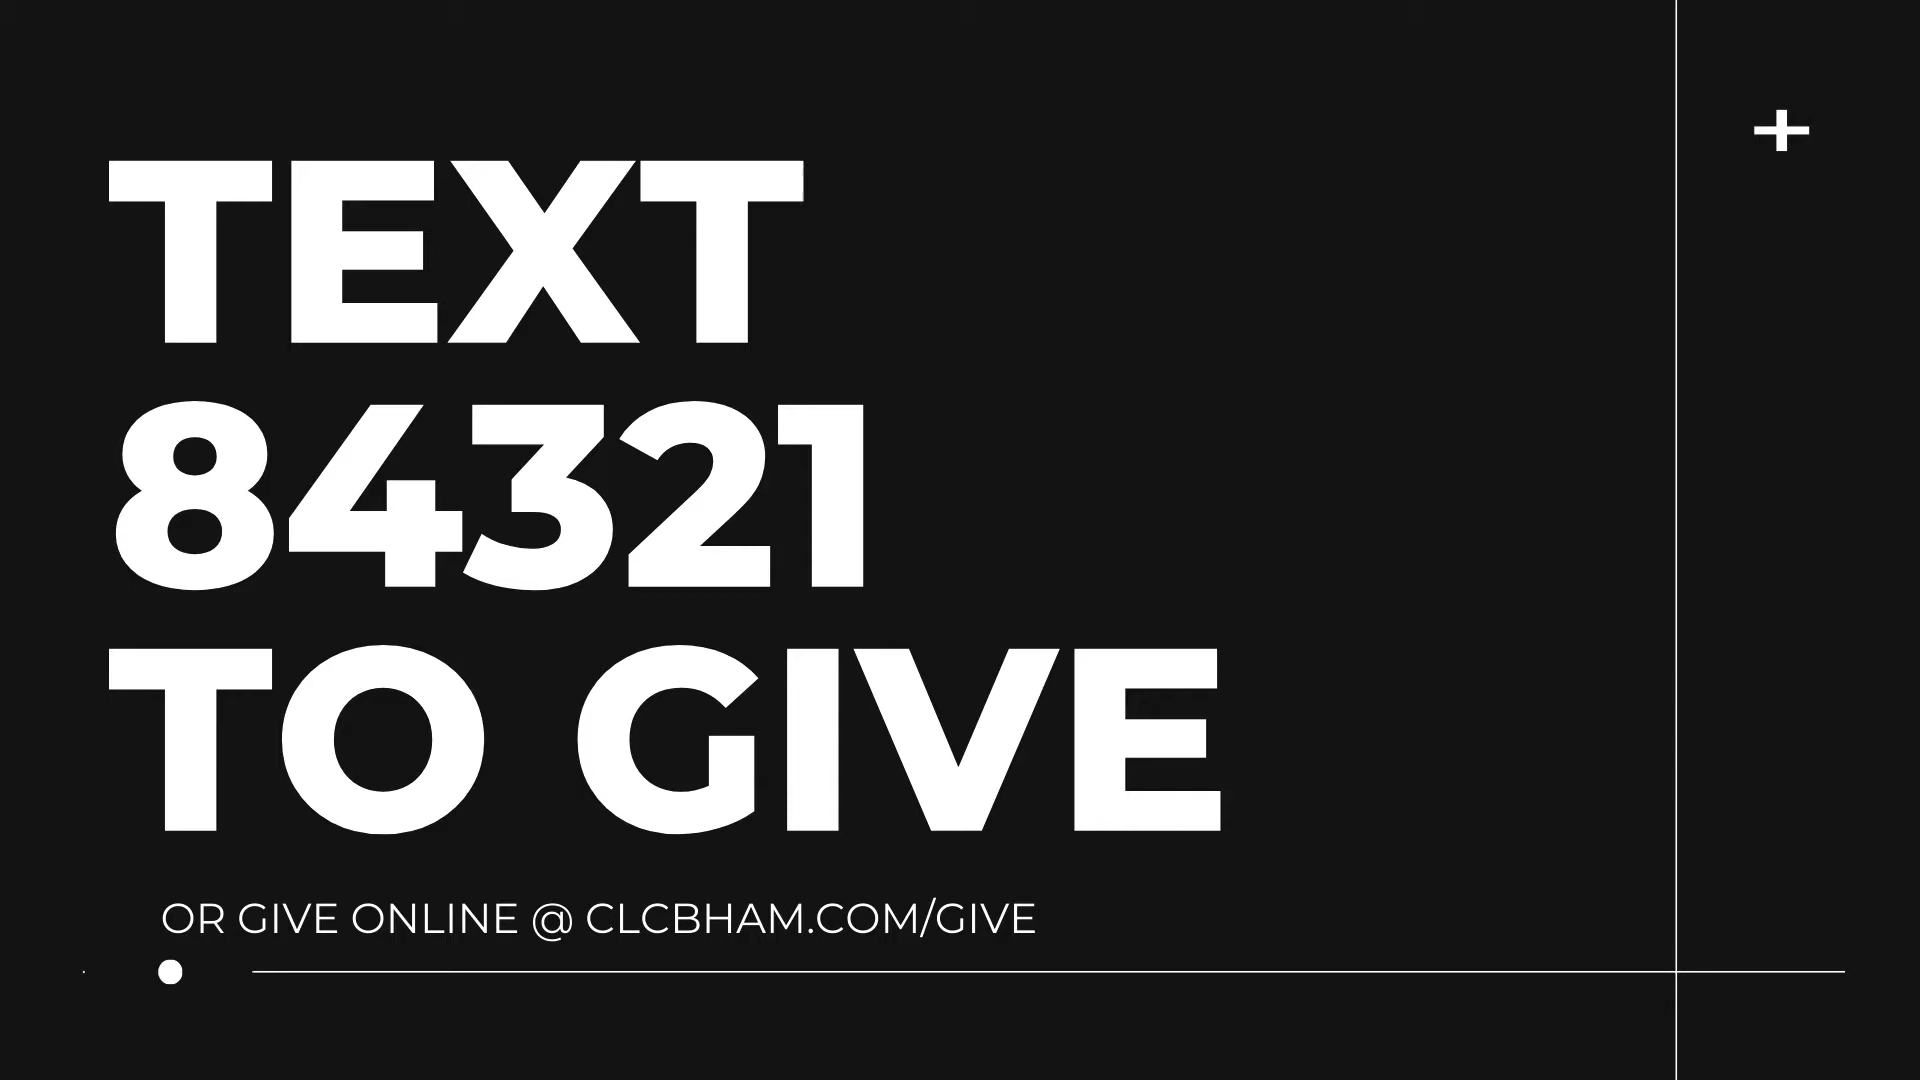 TEXT
84321
TO GIVE
OR GIVE ONLINE @ CLCBHAM.COM/GIVE